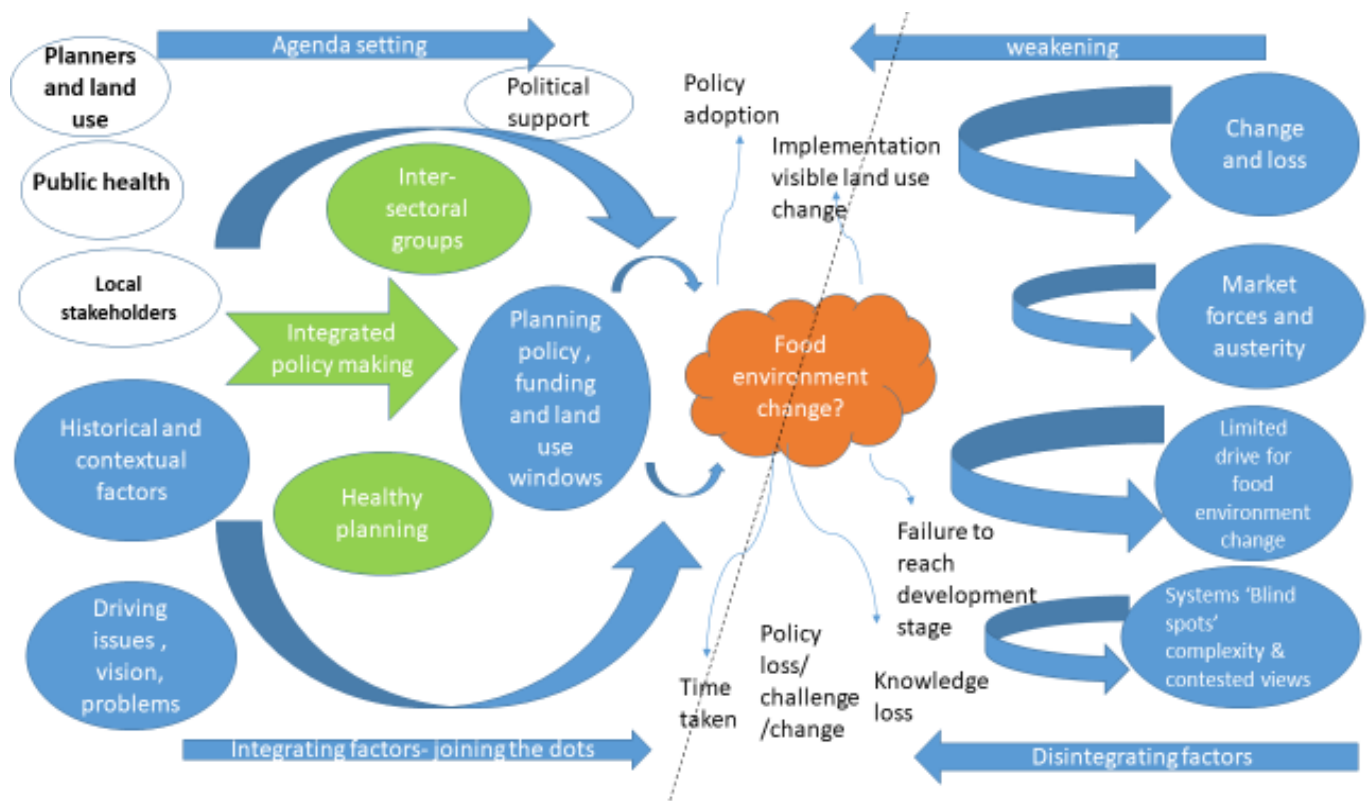 Agenda setting
weakening
Planners
and land
use
Public health
Local
stakeholders
Historical and
contextual
factors
Driving
issues ,
vision,
problems
Political
support
Inter-
sectoral
groups
Integrated
policy making
Healthy
planning
Planning
policy ,
funding
and land
use
windows
Policy
adoption
Implementation
visible land use
change
Food
environment
change?
Failure to
reach
development
stage
Time
taken
Policy
loss/
challenge
/change
Knowledge
loss
Change
and loss
Market
forces and
austerity
Limited
drive for
food
environment
change
Systems ‘Blind
spots’
complexity &
contested views
Integrating factors- joining the dots
Disintegrating factors